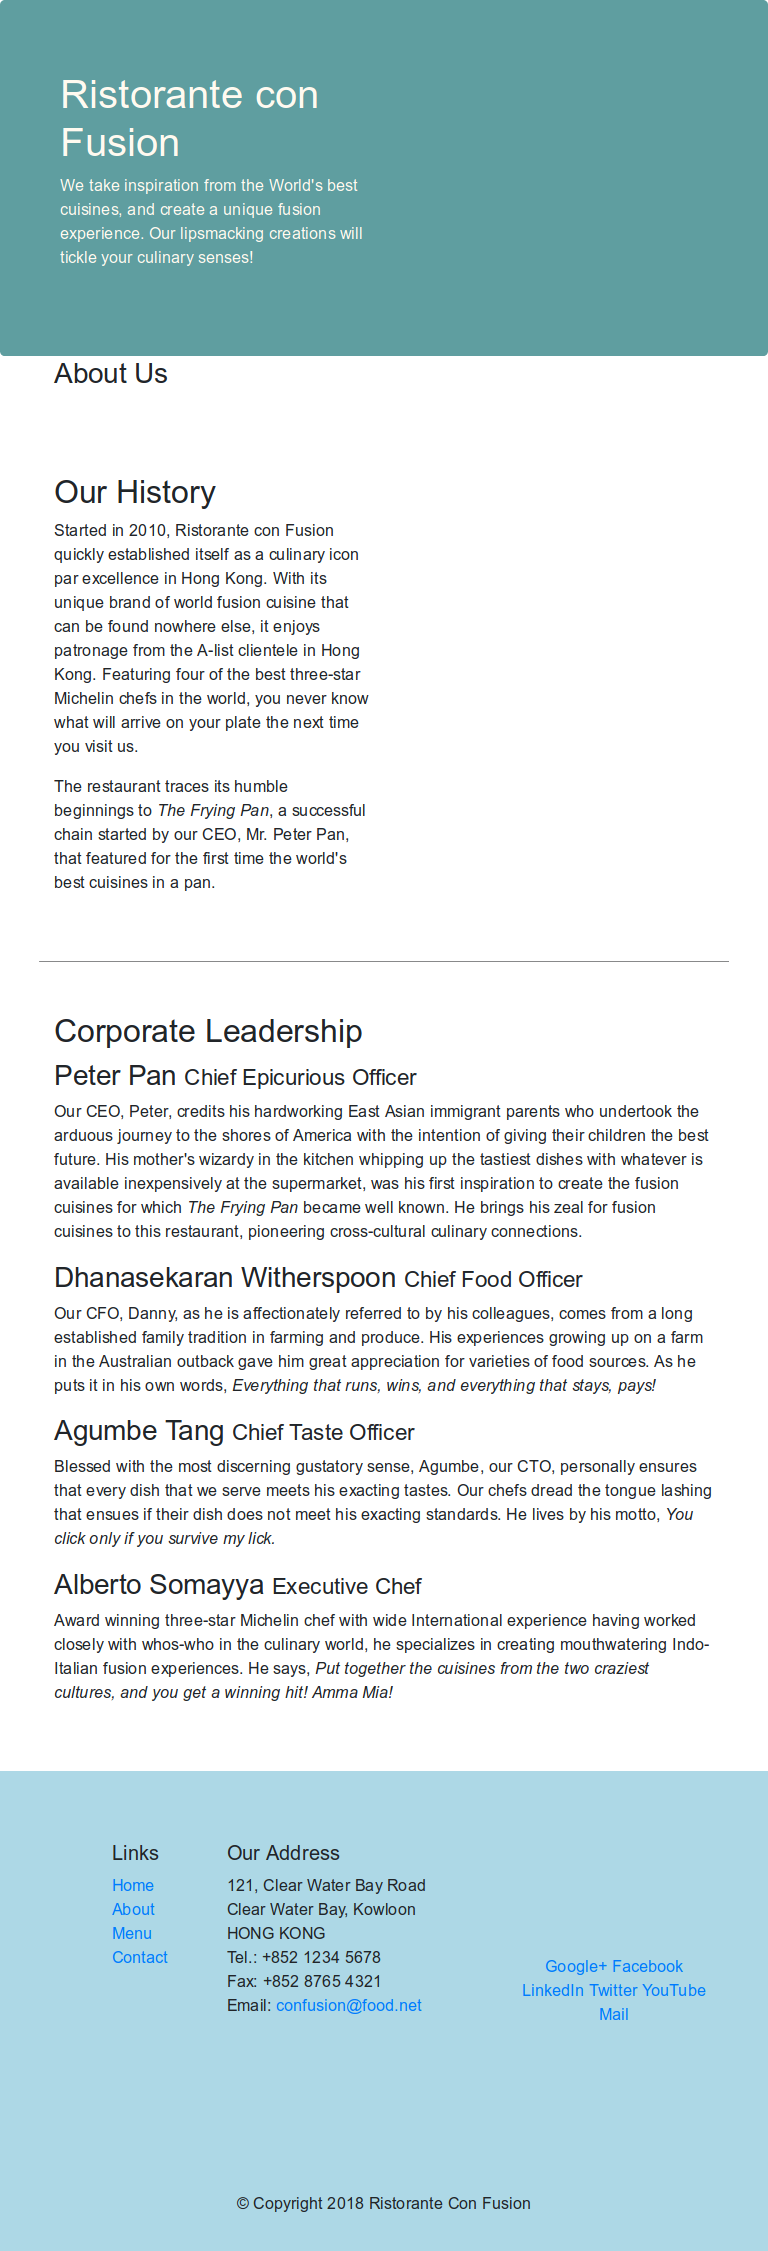 Ristorante con
Fusion
We take inspiration from the World's best
cuisines, and create a unique fusion
experience. Our lipsmacking creations will
tickle your culinary senses!
About Us
Our History
Started in 2010, Ristorante con Fusion
quickly established itself as a culinary icon
par excellence in Hong Kong. With its
unique brand of world fusion cuisine that
can be found nowhere else, it enjoys
patronage from the A-list clientele in Hong
Kong. Featuring four of the best three-star
Michelin chefs in the world, you never know
what will arrive on your plate the next time
you visit us.
The restaurant traces its humble
beginnings to The Frying Pan, a successful
chain started by our CEO, Mr. Peter Pan,
that featured for the first time the world's
best cuisines in a pan.
Corporate Leadership
Peter Pan Chief Epicurious Officer
Our CEO, Peter, credits his hardworking East Asian immigrant parents who undertook the
arduous journey to the shores of America with the intention of giving their children the best
future. His mother's wizardy in the kitchen whipping up the tastiest dishes with whatever is
available inexpensively at the supermarket, was his first inspiration to create the fusion
cuisines for which The Frying Pan became well known. He brings his zeal for fusion
cuisines to this restaurant, pioneering cross-cultural culinary connections.
Dhanasekaran Witherspoon Chief Food Officer
Our CFO, Danny, as he is affectionately referred to by his colleagues, comes from a long
established family tradition in farming and produce. His experiences growing up on a farm
in the Australian outback gave him great appreciation for varieties of food sources. As he
puts it in his own words, Everything that runs, wins, and everything that stays, pays!
Agumbe Tang Chief Taste Officer
Blessed with the most discerning gustatory sense, Agumbe, our CTO, personally ensures
that every dish that we serve meets his exacting tastes. Our chefs dread the tongue lashing
that ensues if their dish does not meet his exacting standards. He lives by his motto, You
click only if you survive my lick.
Alberto Somayya Executive Chef
Award winning three-star Michelin chef with wide International experience having worked
closely with whos-who in the culinary world, he specializes in creating mouthwatering Indo-
Italian fusion experiences. He says, Put together the cuisines from the two craziest
cultures, and you get a winning hit! Amma Mia!
Links
Home
About
Menu
Contact
Our Address
121, Clear Water Bay Road
Clear Water Bay, Kowloon
HONG KONG
Tel.: +852 1234 5678
Fax: +852 8765 4321
Email: confusion@food.net
Google+ Facebook
LinkedIn Twitter YouTube
Mail
© Copyright 2018 Ristorante Con Fusion